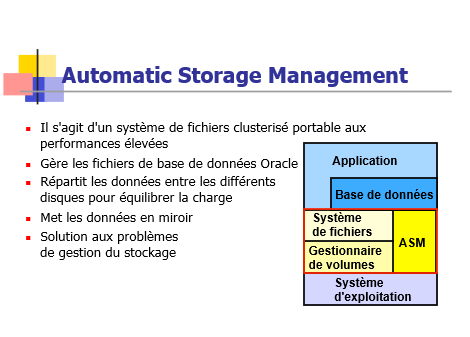 Automatic Storage Management
Il s'agit d'un système de fichiers clusterisé portable aux
performances élevées
Gère les fichiers de base de données Oracle
Répartit les données entre les différents
disques pour équilibrer la charge
Met les données en miroir
Solution aux problèmes
de gestion du stockage
Application
Base de données
Système
de fichiers
ASM
Gestionnaire
de volumes
Système
d'exploitation